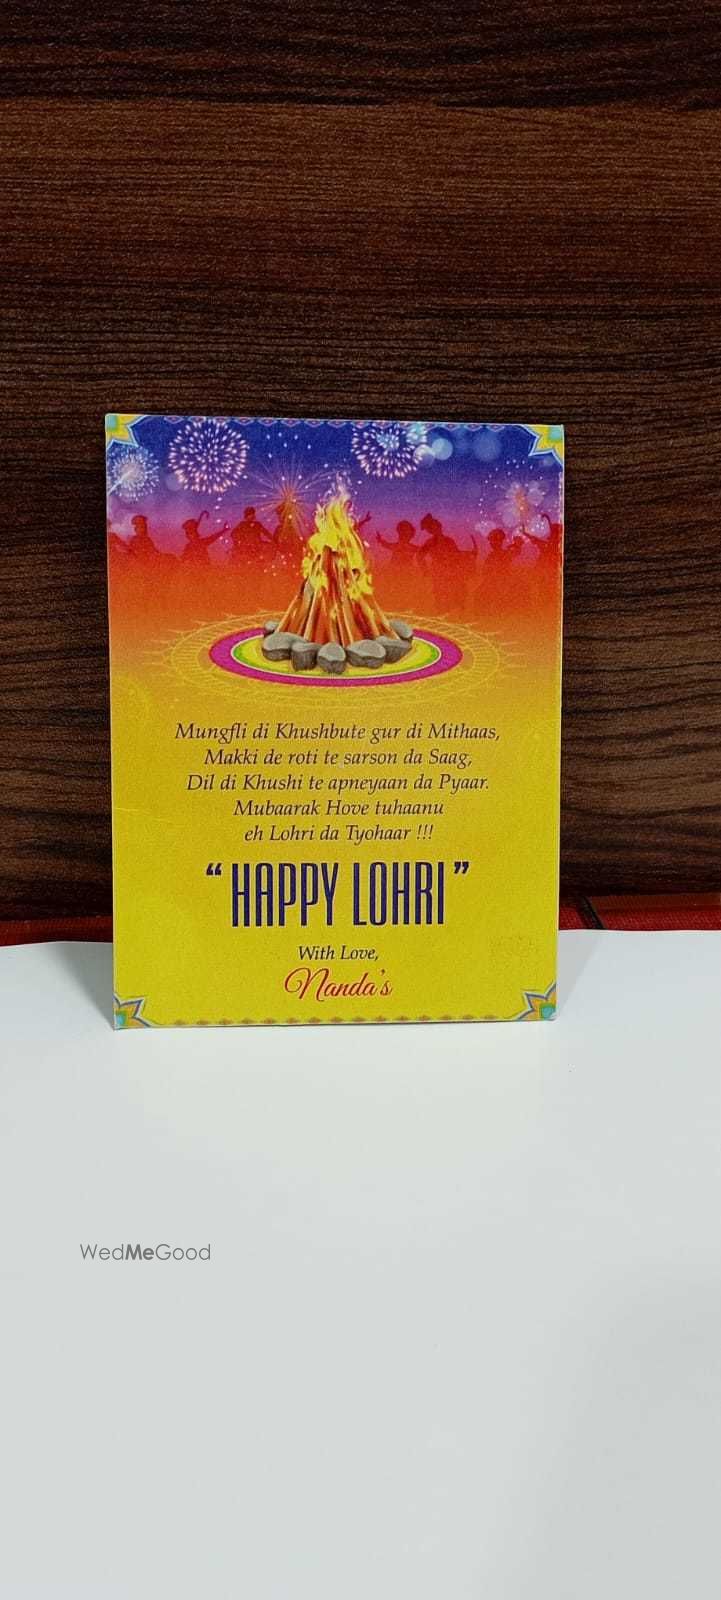 Mungfli di Khushbute gur di Mithaas,
Makki de roti te sarson da Saag,
Dil di Khushi te apneyaan da Pyaar.
Mubaarak Hove tuhaanu
eh Lohri da Tyohaar !!!
“ HAPPY LOHRI ”
With Love,
Nanda's
WedMeGood